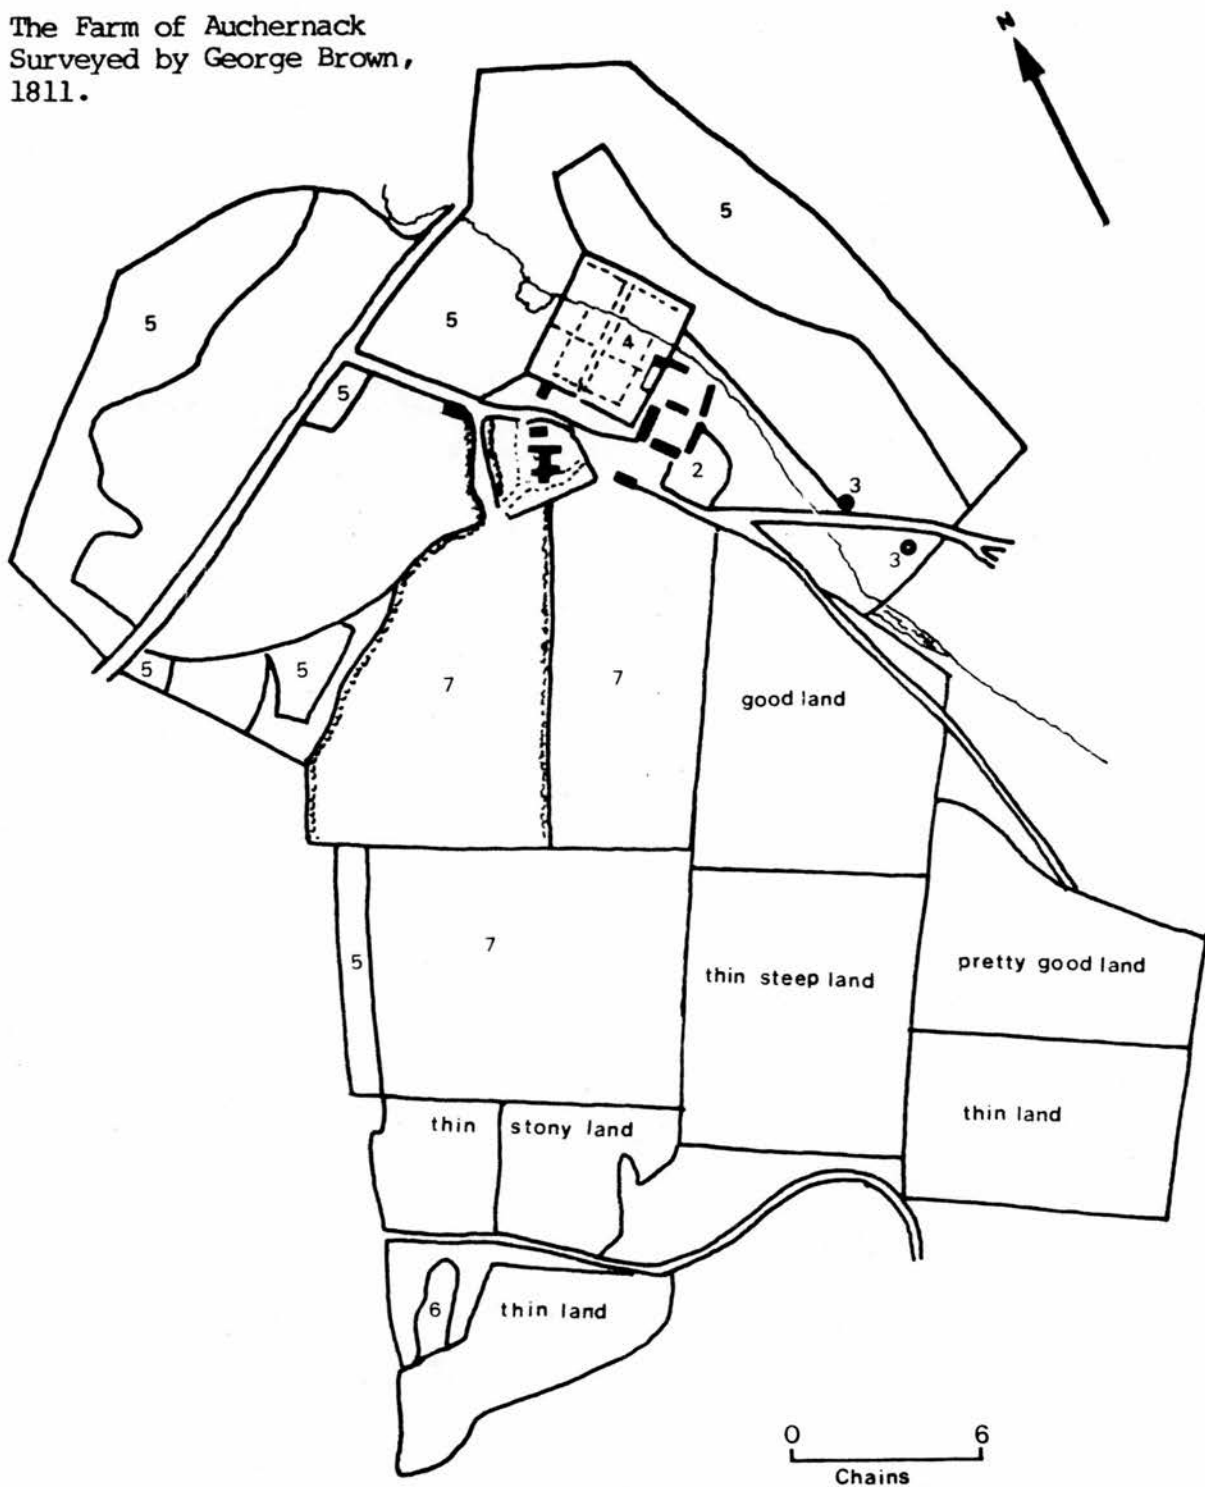 The Farm of Auchernack
Surveyed by George Brown,
1811.
N
5
5
5
4
5
2
3
3
5
5
7
7
good land
5
7
thin steep land
pretty good land
thin stony land
thin land
6
thin land
0 6
Chains